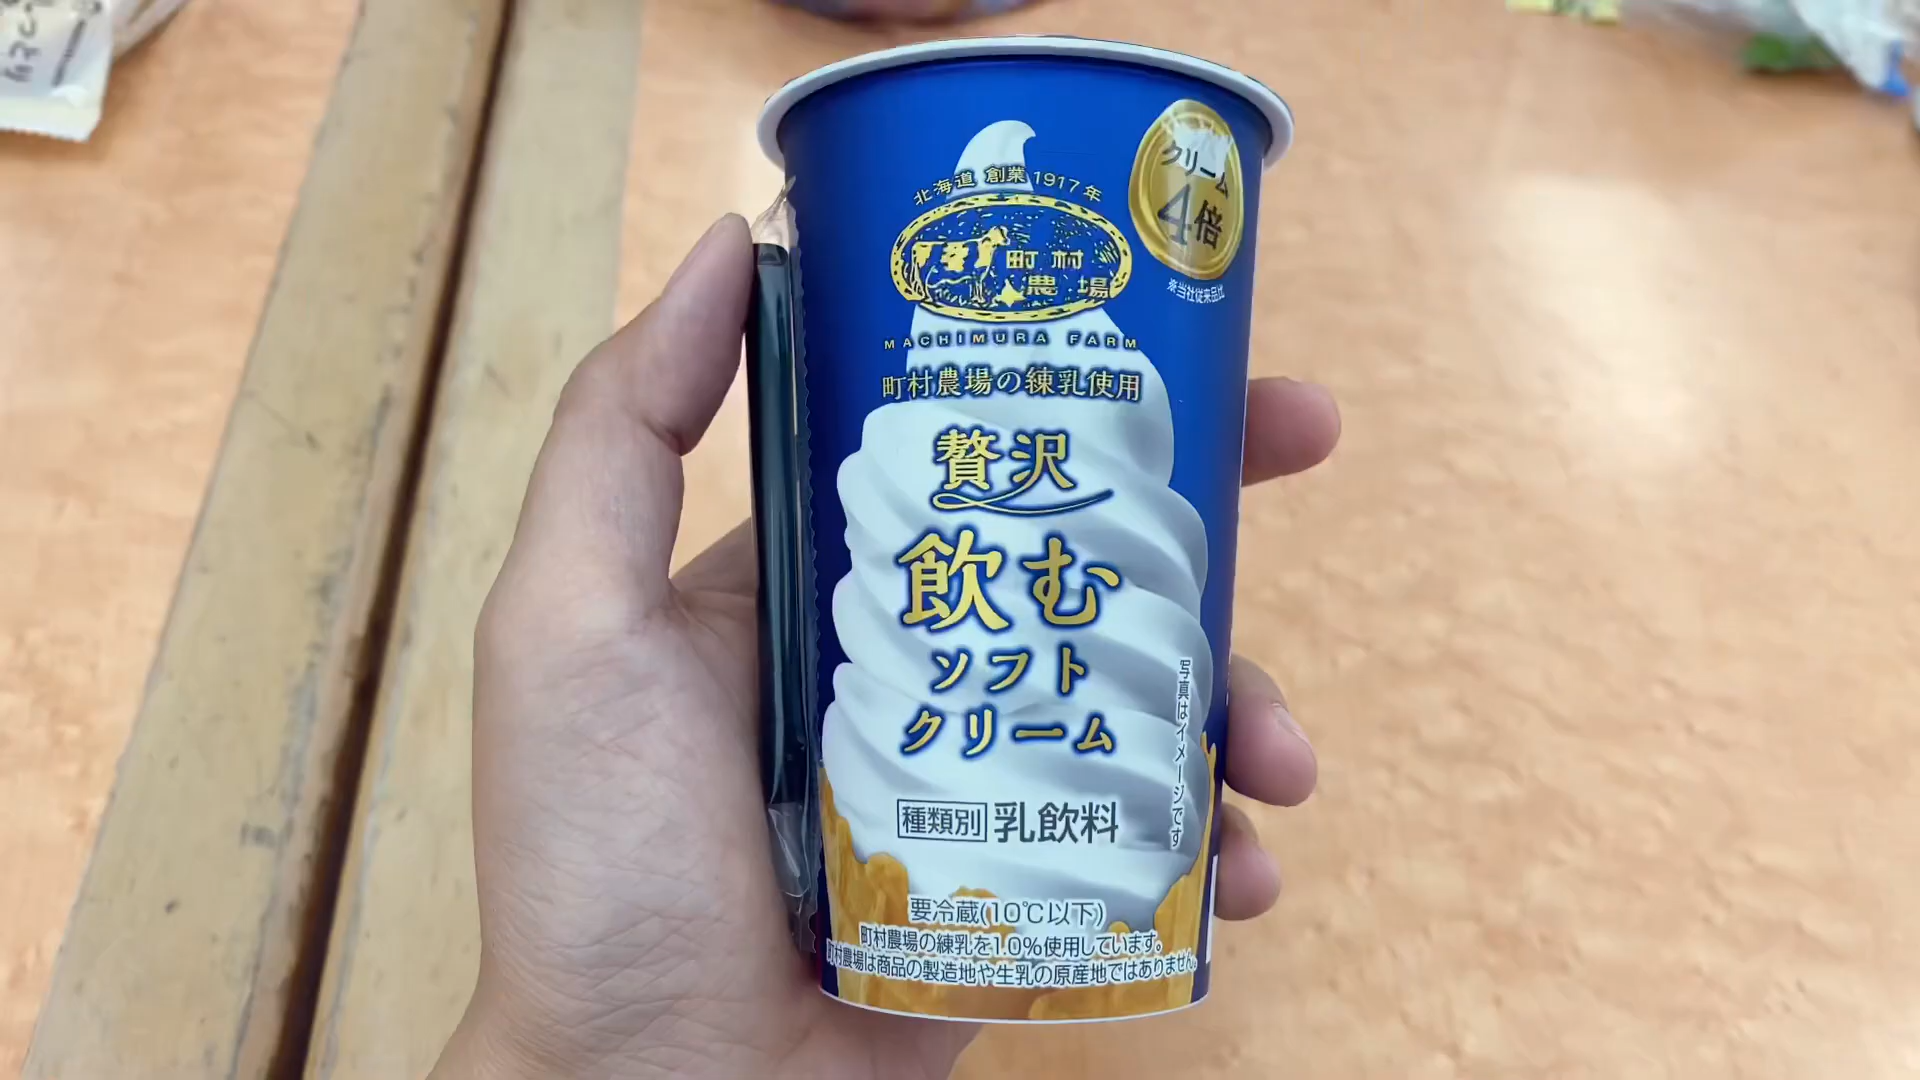 北海道 創業 1917年
町村
農場
MACHIMURA FARM
クリーム
4倍
※当社従来品比
町村農場の練乳使用
贅沢
飲む
ソフト
クリーム
写真はイメージです
種類別 乳飲料
要冷蔵(10℃以下)
町村農場の練乳を1.0%使用しています。
町村農場は商品の製造地や生乳の原産地ではありません。